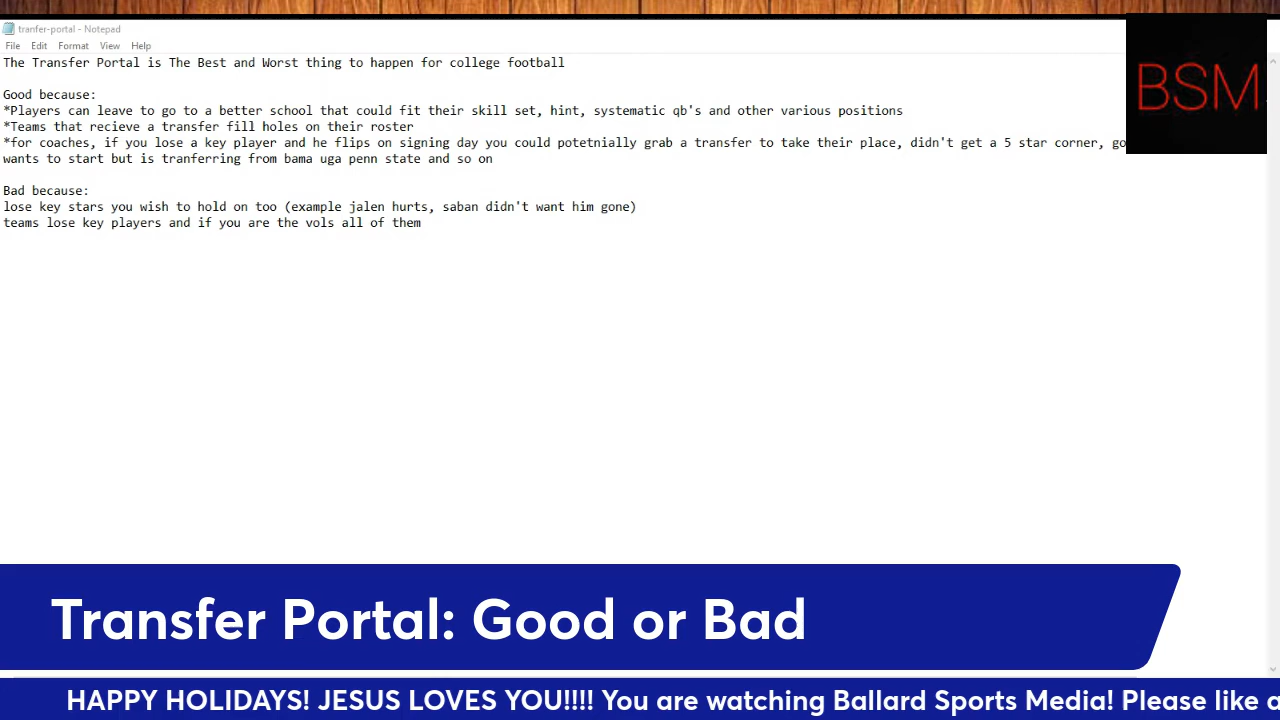 tranfer-portal - Notepad
File Edit Format View Help
The Transfer Portal is The Best and Worst thing to happen for college football
Good because:
*Players can leave to go to a better school that could fit their skill set, hint, systematic qb's and other various positions
*Teams that recieve a transfer fill holes on their roster
*for coaches, if you lose a key player and he flips on signing day you could potetnially grab a transfer to take their place, didn't get a 5 star corner,
wants to start but is tranferring from bama uga penn state and so on
Bad because:
lose key stars you wish to hold on too (example jalen hurts, saban didn't want him gone)
teams lose key players and if you are the vols all of them
BSM
Transfer Portal: Good or Bad
HAPPY HOLIDAYS! JESUS LOVES YOU!!!! You are watching Ballard Sports Media! Please like